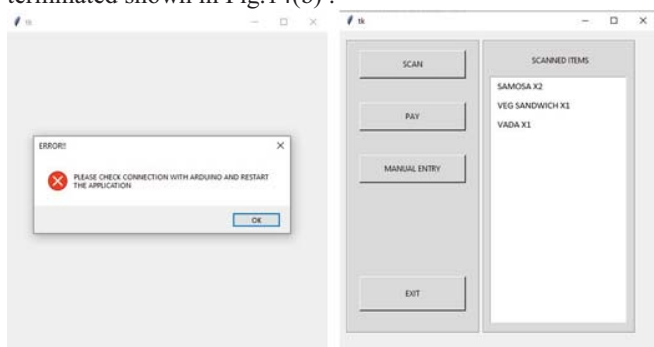 terminated shown in Fig.14(b) .
tk
ERROR!!
PLEASE CHECK CONNECTION WITH ARDUINO AND RESTART
THE APPLICATION
OK
tk
SCAN
PAY
MANUAL ENTRY
EXIT
SCANNED ITEMS
SAMOSA X2
VEG SANDWICH X1
VADA X1